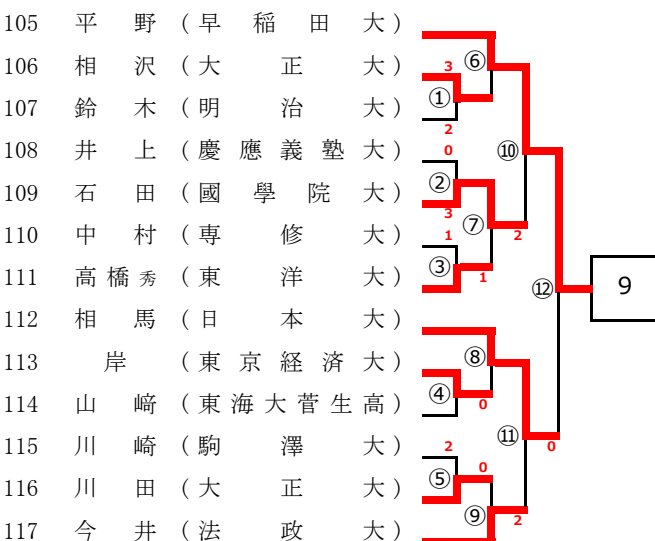 105 平野(早稲田大)
106 相沢(大正大)
107 鈴木(明治大)
108 井上(慶應義塾大)
109 石田(國學院大)
110 中村(専修大)
111 高橋秀(東洋大)
112 相馬(日本大)
113 岸(東京経済大)
114 山﨑(東海大菅生高)
115 川崎(駒澤大)
116 川田(大正大)
117 今井(法政大)
3
①
2
0
②
3
1
③
④
2
⑤
⑥
⑦
1
⑧
0
0
⑨
⑩
2
⑪
2
⑫
0
9